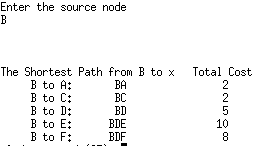 Enter the source node
B
The Shortest Path from B to x Total Cost
B to A: BA 2
B to C: BC 2
B to D: BD 5
B to E: BDE 10
B to F: BDF 8